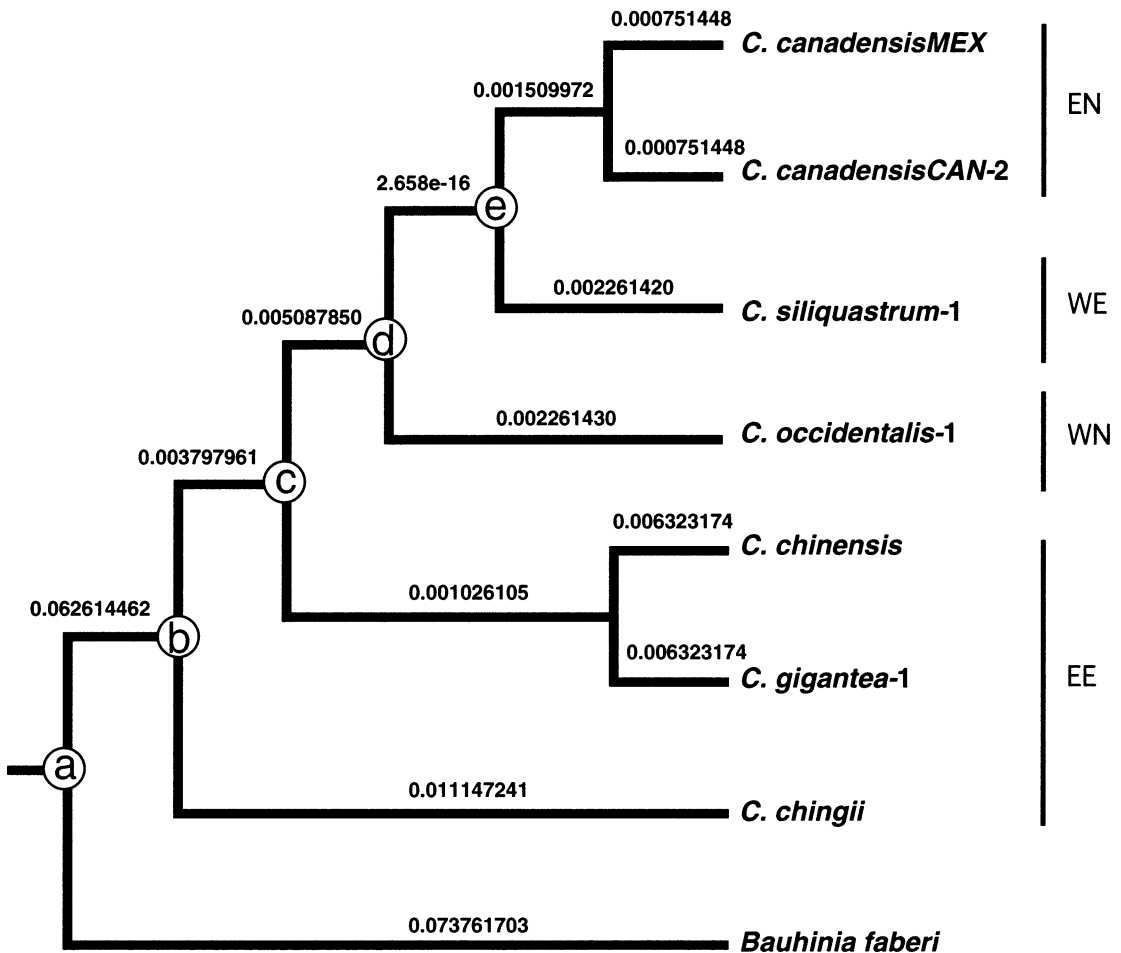 0.000751448
C. canadensisMEX
0.001509972
EN
0.000751448
C. canadensisCAN-2
2.658e-16
e
0.002261420
C. siliquastrum-1
WE
0.005087850
d
0.002261430
C. occidentalis-1
WN
0.003797961
c
0.006323174
C. chinensis
0.001026105
0.062614462
b
0.006323174
C. gigantea-1
EE
a
0.011147241
C. chingii
0.073761703
Bauhinia faberi